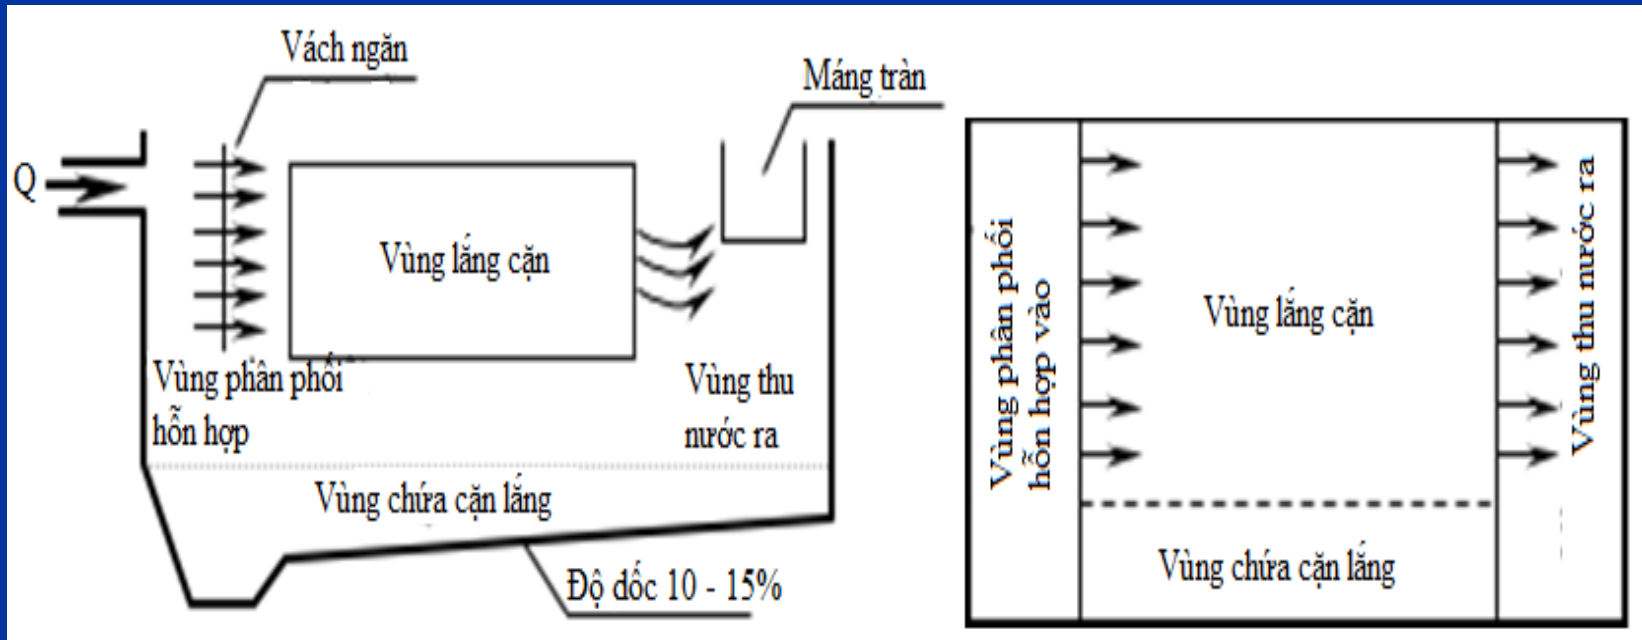 Vách ngăn
Máng tràn
Q
Vùng lắng cặn
Vùng phân phối
hỗn hợp
Vùng thu
nước ra
Vùng chứa cặn lắng
Độ dốc 10 - 15%
Vùng phân phối
hỗn hợp vào
Vùng lắng cặn
Vùng thu nước ra
Vùng chứa cặn lắng